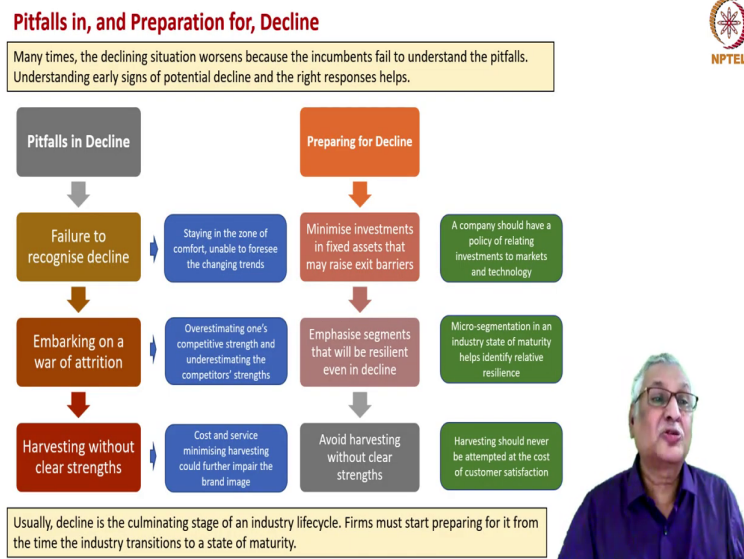 Pitfalls in, and Preparation for, Decline
Many times, the declining situation worsens because the incumbents fail to understand the pitfalls.
Understanding early signs of potential decline and the right responses helps.
NPTEL
Pitfalls in Decline
Failure to
recognise decline
Staying in the zone of
comfort, unable to foresee
the changing trends
Embarking on a
war of attrition
Overestimating one's
competitive strength and
underestimating the
competitors' strengths
Harvesting without
clear strengths
Cost and service
minimising harvesting
could further impair the
brand image
Preparing for Decline
Minimise investments
in fixed assets that
may raise exit barriers
A company should have a
policy of relating
investments to markets
and technology
Emphasise segments
that will be resilient
even in decline
Micro-segmentation in an
industry state of maturity
helps identify relative
resilience
Avoid harvesting
without clear
strengths
Harvesting should never
be attempted at the cost
of customer satisfaction
Usually, decline is the culminating stage of an industry lifecycle. Firms must start preparing for it from
the time the industry transitions to a state of maturity.